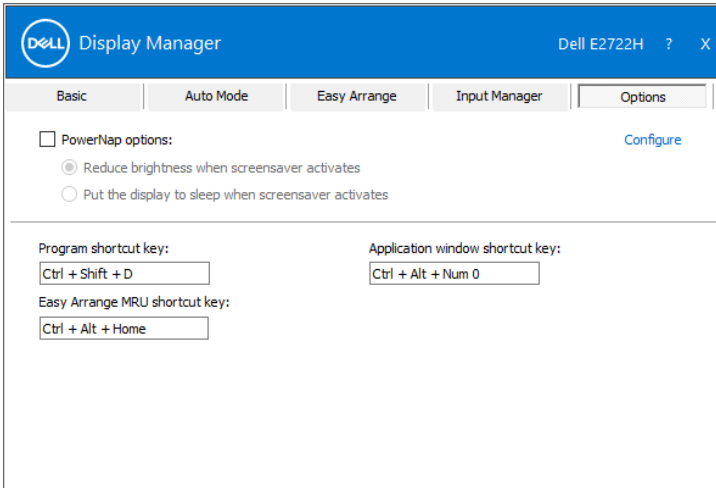 DELL Display Manager Dell E2722H ? X
Basic Auto Mode Easy Arrange Input Manager Options
PowerNap options: Configure
Reduce brightness when screensaver activates
Put the display to sleep when screensaver activates
Program shortcut key: Application window shortcut key:
Ctrl + Shift + D Ctrl + Alt + Num 0
Easy Arrange MRU shortcut key:
Ctrl + Alt + Home